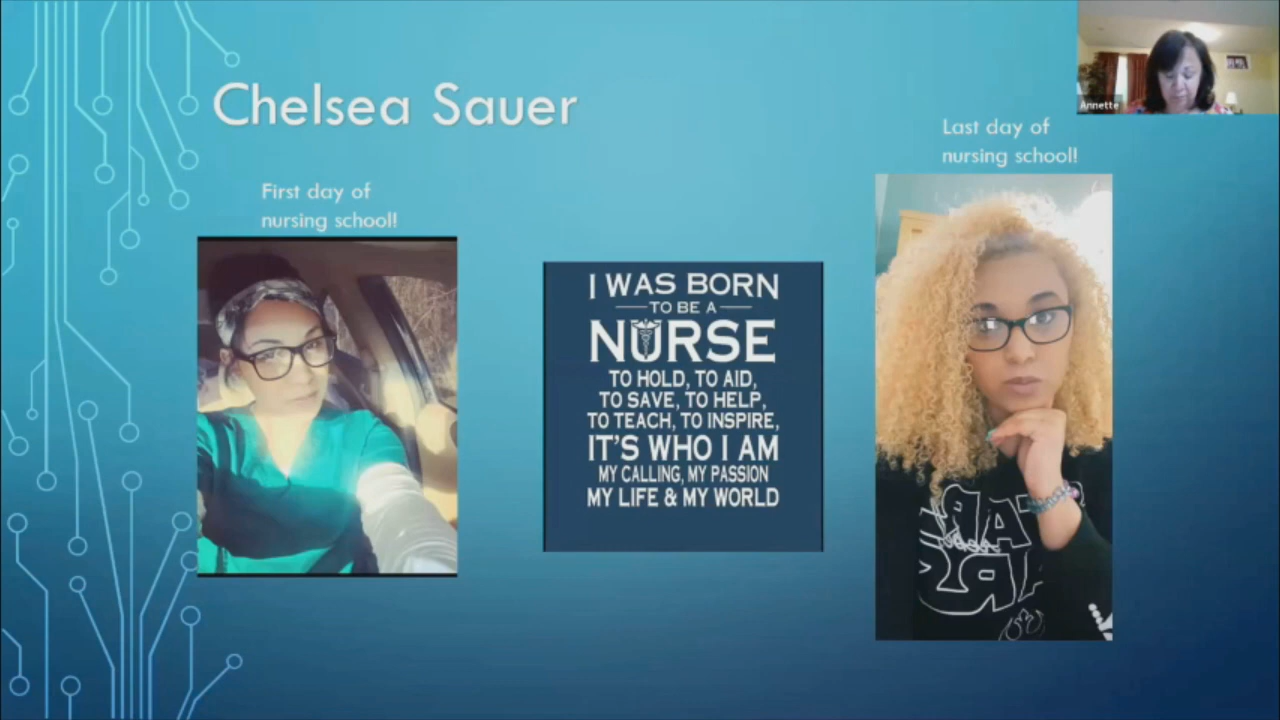 Chelsea Sauer
Annette
First day of
nursing school!
Last day of
nursing school!
I WAS BORN
TO BE A
NURSE
TO HOLD, TO AID,
TO SAVE, TO HELP,
TO TEACH, TO INSPIRE,
IT'S WHO I AM
MY CALLING, MY PASSION
MY LIFE & MY WORLD